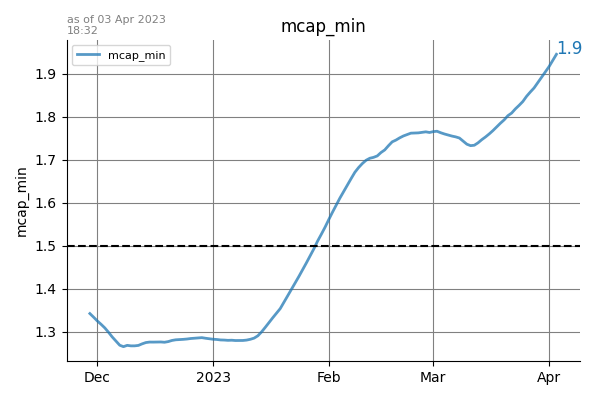 as of 03 Apr 2023
18:32
mcap_min
mcap_min
1.9
1.9
1.8
1.7
1.6
1.5
1.4
1.3
mcap_min
Dec
2023
Feb
Mar
Apr